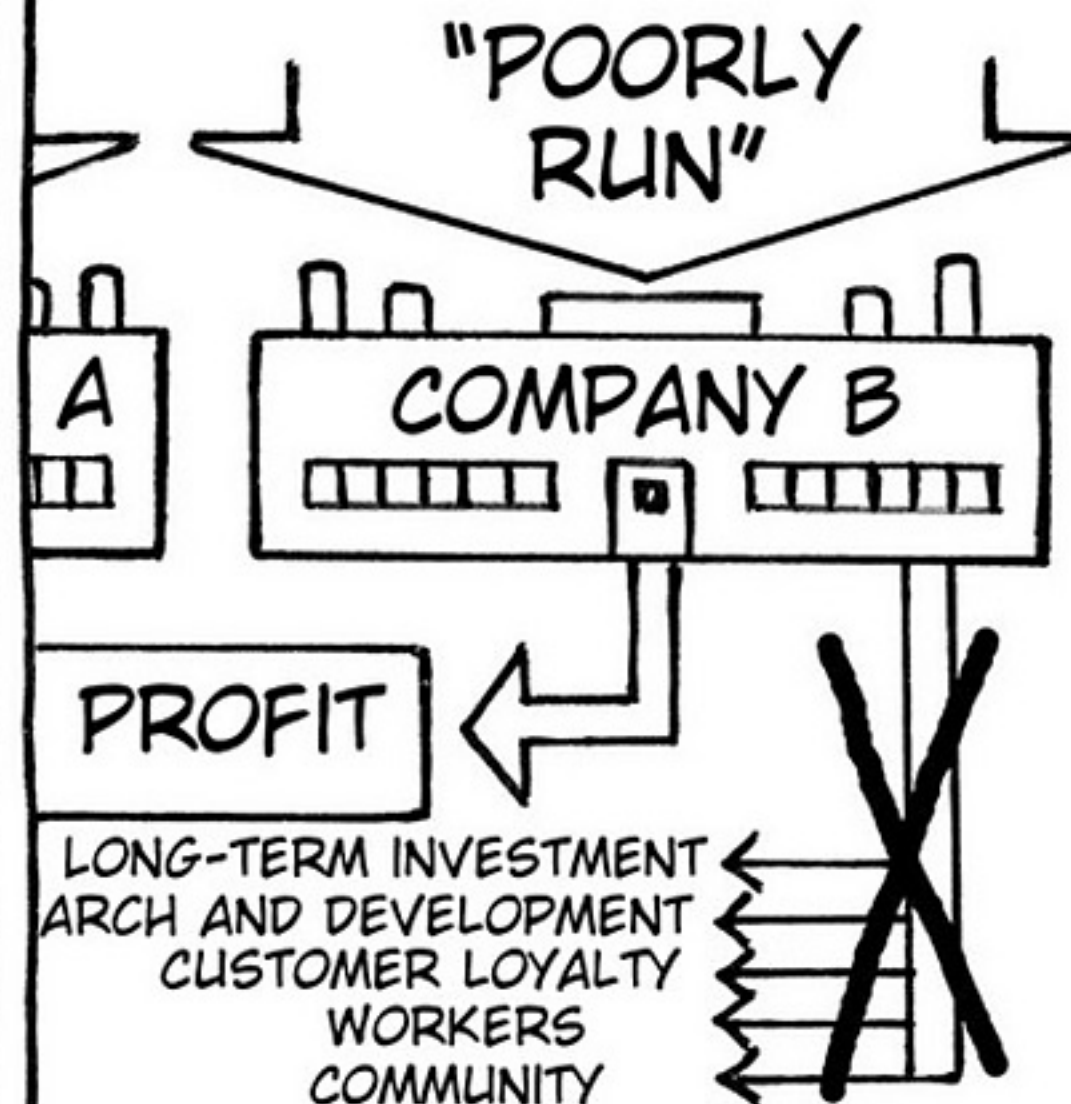 "POORLY
RUN"
A
COMPANY B
PROFIT
LONG-TERM INVESTMENT
ARCH AND DEVELOPMENT
CUSTOMER LOYALTY
WORKERS
COMMUNITY